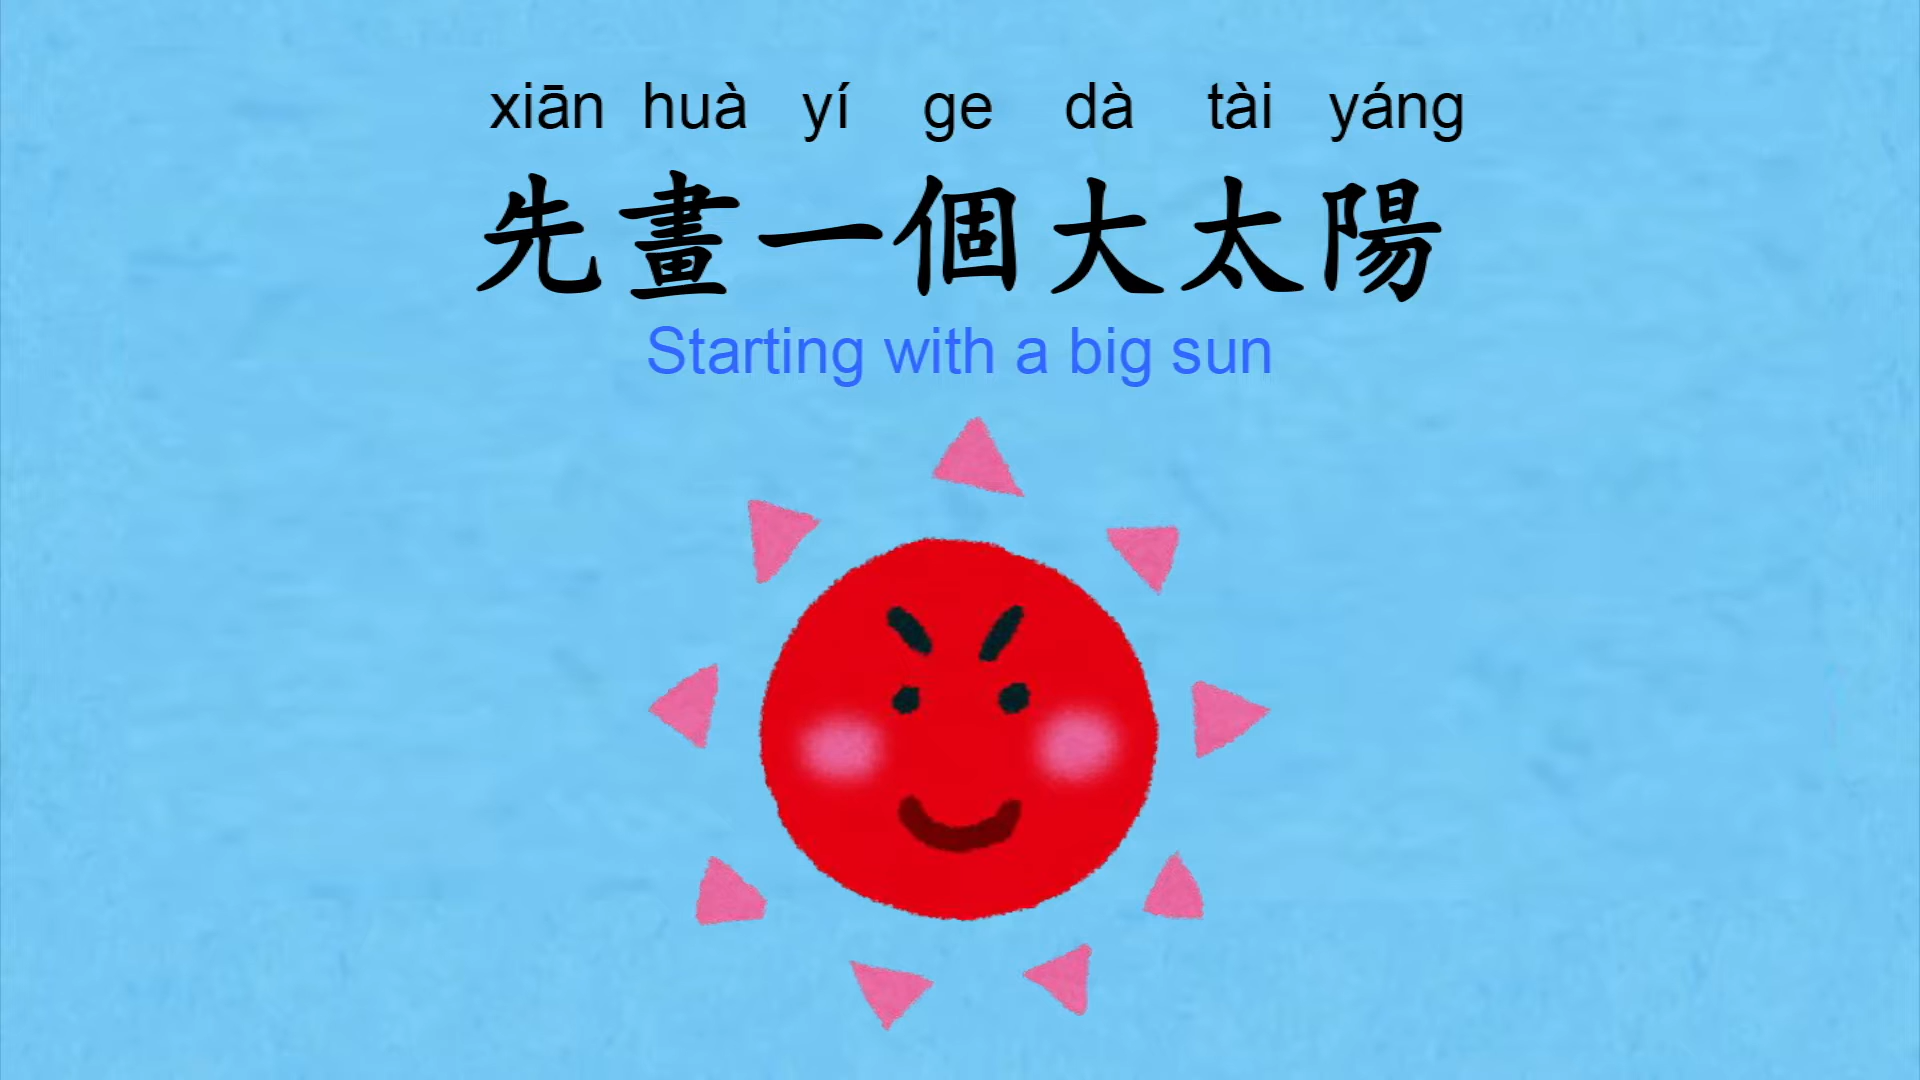 xiān huà yí ge dà tài yáng
先畫一個大太陽
Starting with a big sun